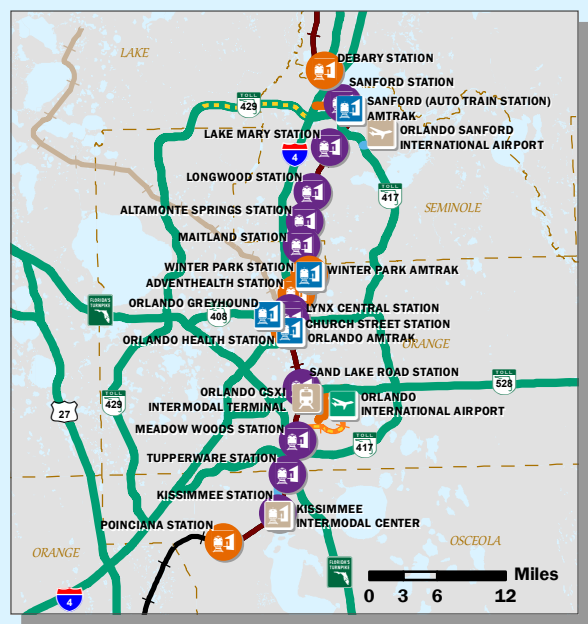 LAKE
DEBARY STATION
SANFORD STATION
TOLL
429
SANFORD (AUTO TRAIN STATION)
AMTRAK
LAKE MARY STATION
ORLANDO SANFORD
INTERNATIONAL AIRPORT
4
LONGWOOD STATION
TOLL
417
ALTAMONTE SPRINGS STATION
SEMINOLE
MAITLAND STATION
WINTER PARK STATION
WINTER PARK AMTRAK
ADVENTHEALTH STATION
FLORIDA'S
TURNPIKE
ORLANDO GREYHOUND
TOLL
408
LYNX CENTRAL STATION
CHURCH STREET STATION
ORLANDO HEALTH STATION
ORLANDO AMTRAK
ORANGE
SAND LAKE ROAD STATION
TOLL
528
ORLANDO CSXI
INTERMODAL TERMINAL
ORLANDO
INTERNATIONAL AIRPORT
TOLL
429
27
MEADOW WOODS STATION
TOLL
417
TUPPERWARE STATION
KISSIMMEE STATION
KISSIMMEE
INTERMODAL CENTER
POINCIANA STATION
ORANGE
OSCEOLA
FLORIDA'S
TURNPIKE
4
Miles
0 3 6 12